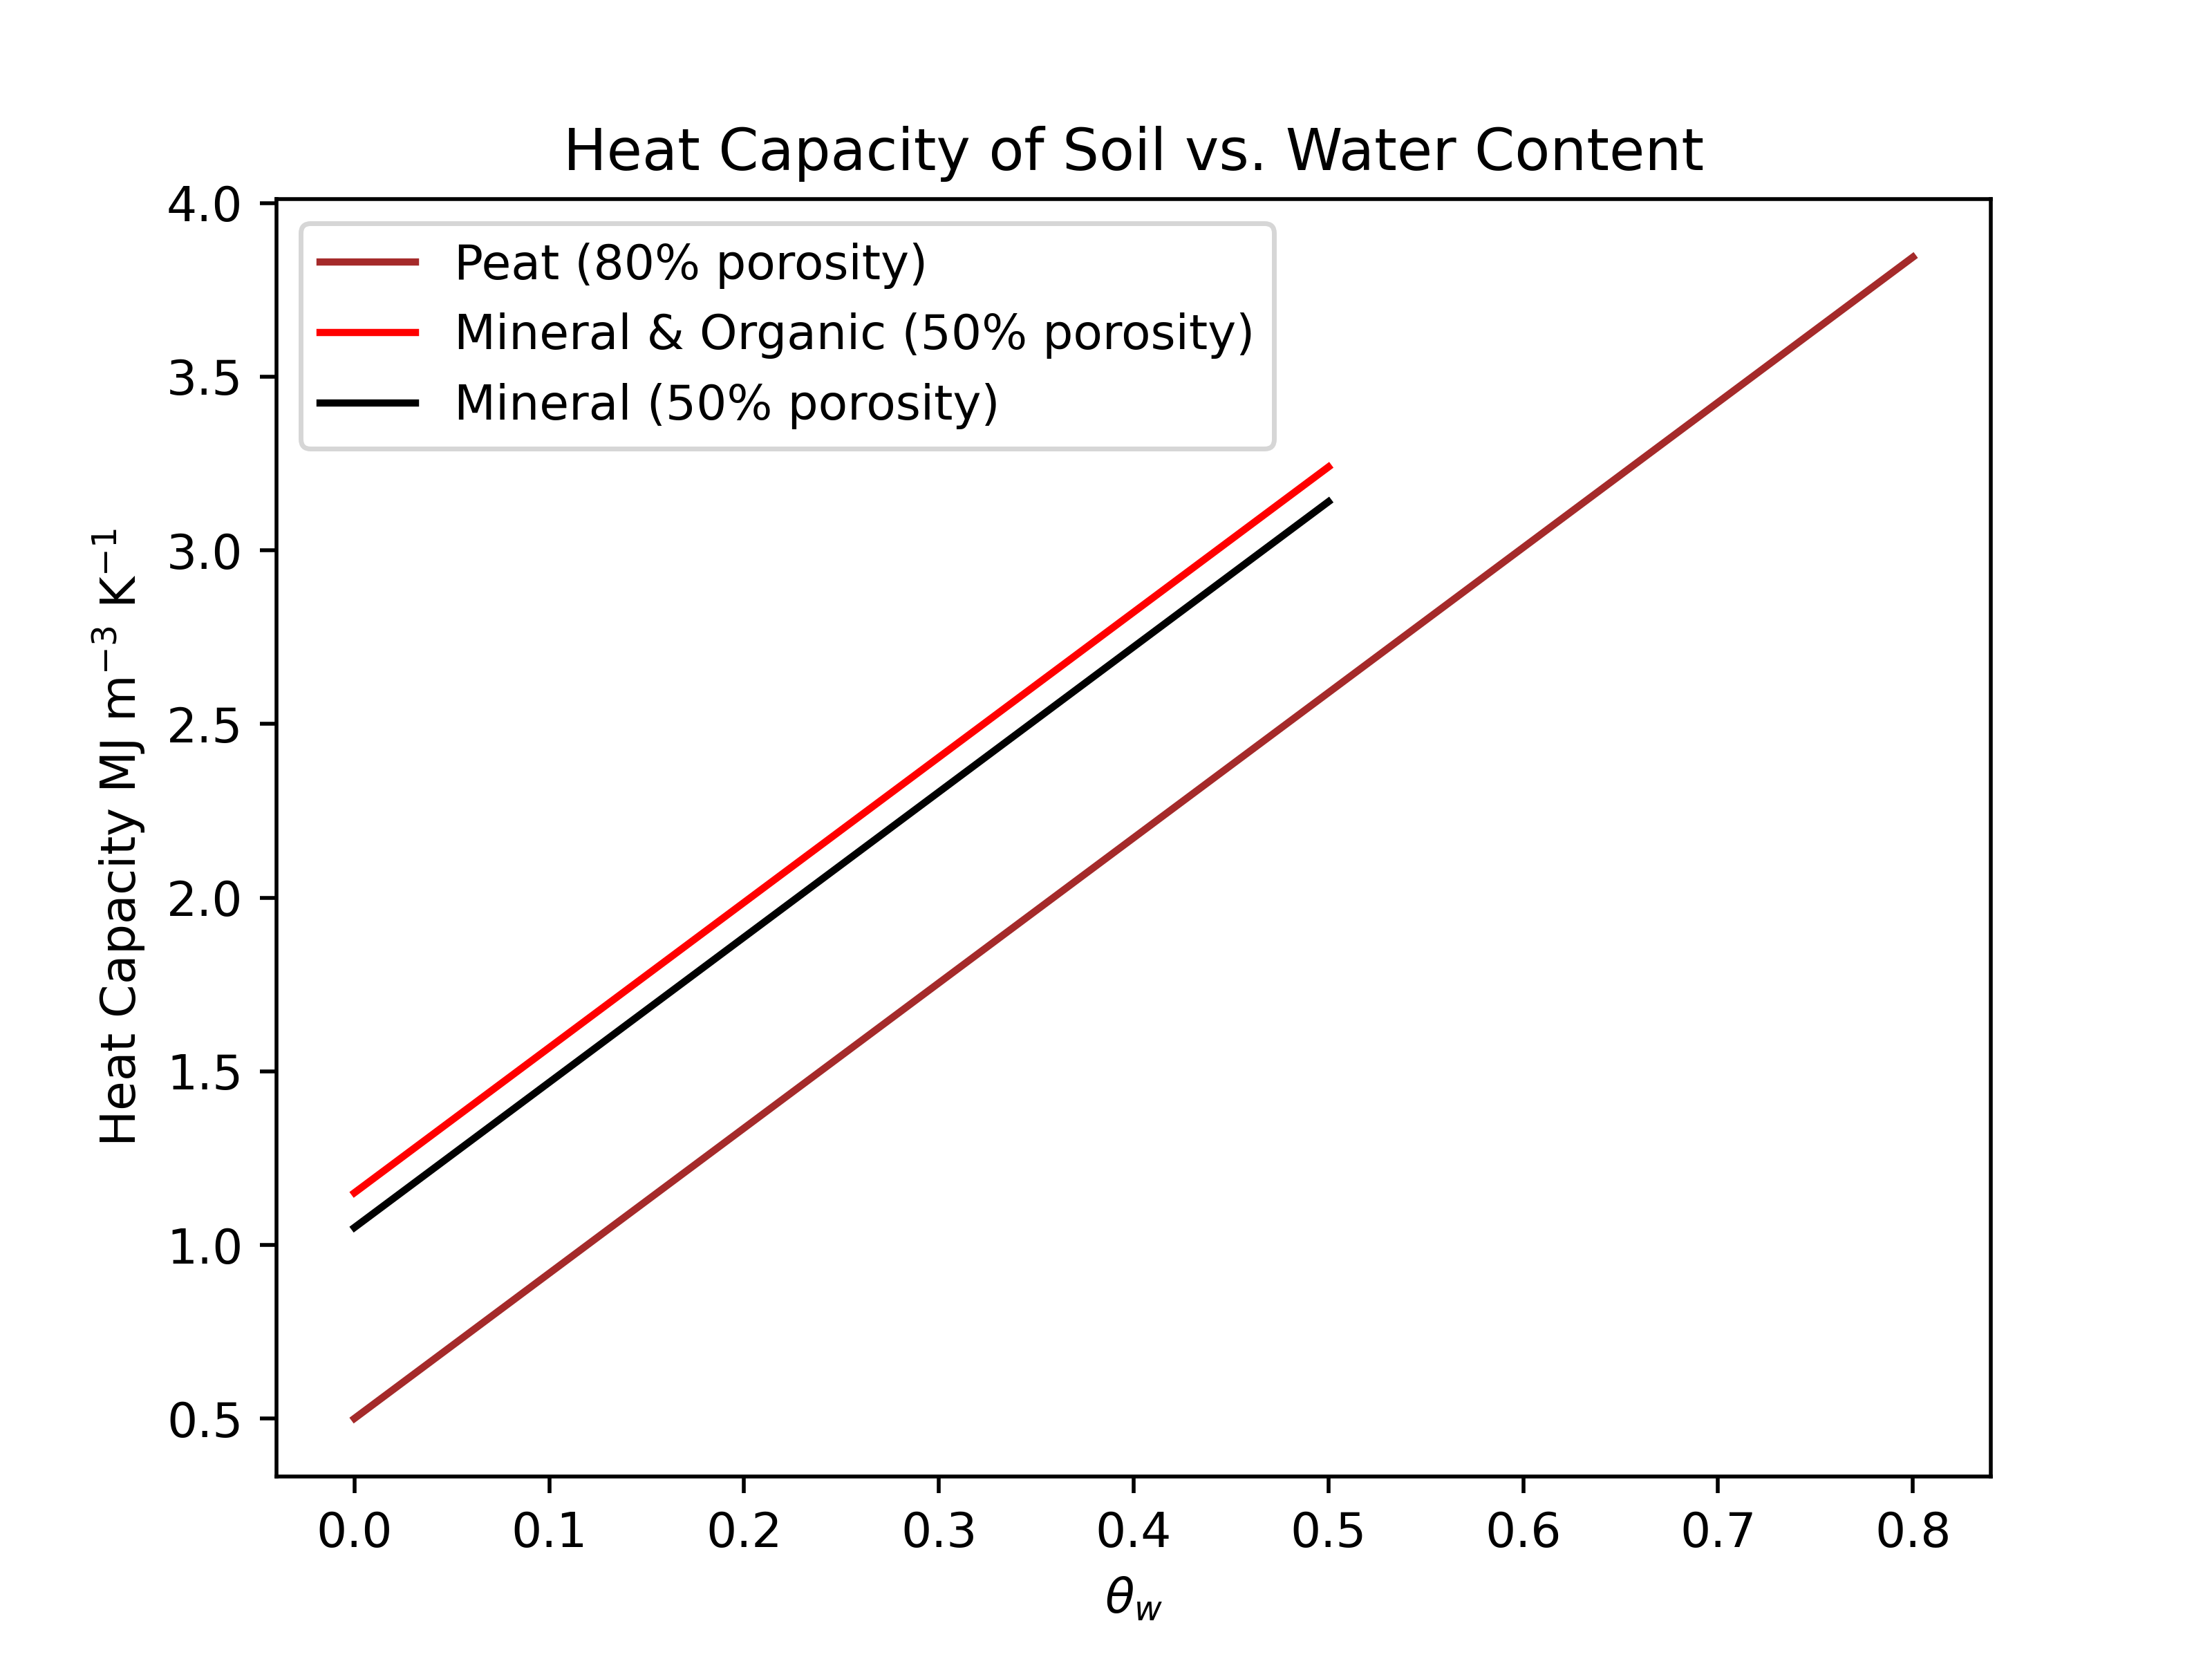 Heat Capacity of Soil vs. Water Content
4.0
3.5
3.0
2.5
2.0
1.5
1.0
0.5
Heat Capacity MJ m⁻³ K⁻¹
Peat (80% porosity)
Mineral & Organic (50% porosity)
Mineral (50% porosity)
0.0 0.1 0.2 0.3 0.4 0.5 0.6 0.7 0.8
θw